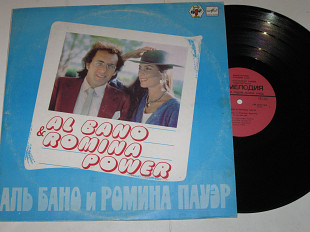 AL BANO
& ROMINA
POWER
АЛЬ БАНО и РОМИНА ПАУЭР
МЕЛОДИЯ